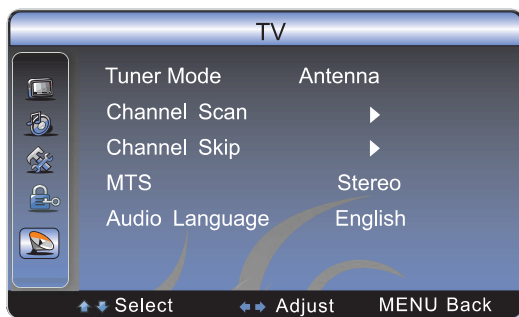 TV
Tuner Mode Antenna
Channel Scan
Channel Skip
MTS Stereo
Audio Language English
Select Adjust MENU Back